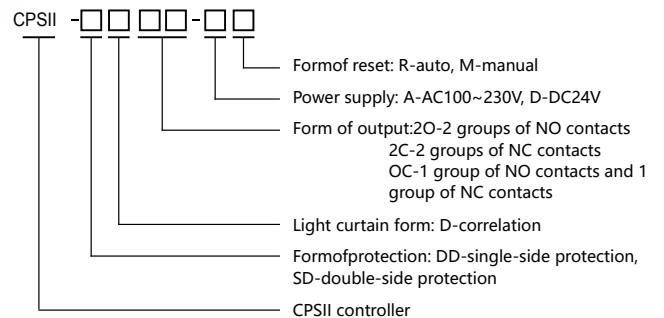 CPSII -□□ □□-□□
Formof reset: R-auto, M-manual
Power supply: A-AC100~230V, D-DC24V
Form of output:2O-2 groups of NO contacts
2C-2 groups of NC contacts
OC-1 group of NO contacts and 1
group of NC contacts
Light curtain form: D-correlation
Formofprotection: DD-single-side protection,
SD-double-side protection
CPSII controller